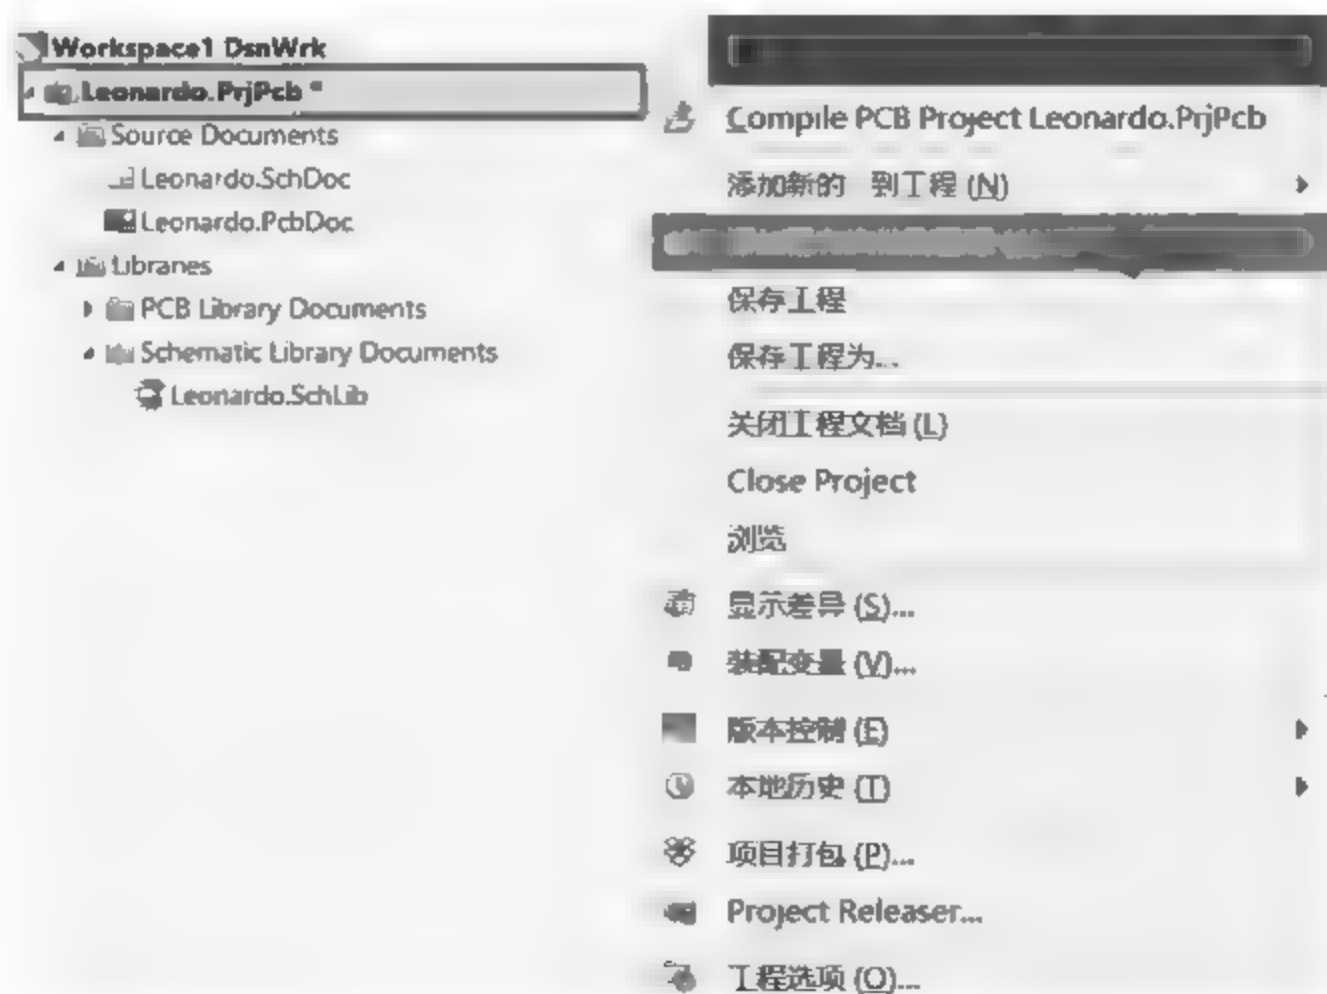 Workspace1 DsnWrk
Leonardo.PrjPcb *
Source Documents
Leonardo.SchDoc
Leonardo.PcbDoc
Libraries
PCB Library Documents
Schematic Library Documents
Leonardo.SchLib
Compile PCB Project Leonardo.PrjPcb
添加新的 到工程 (N)
保存工程
保存工程为...
关闭工程文档 (L)
Close Project
浏览
显示差异 (S)...
装配变量 (V)...
版本控制 (E)
本地历史 (T)
项目打包 (P)...
Project Releaser...
工程选项 (O)...